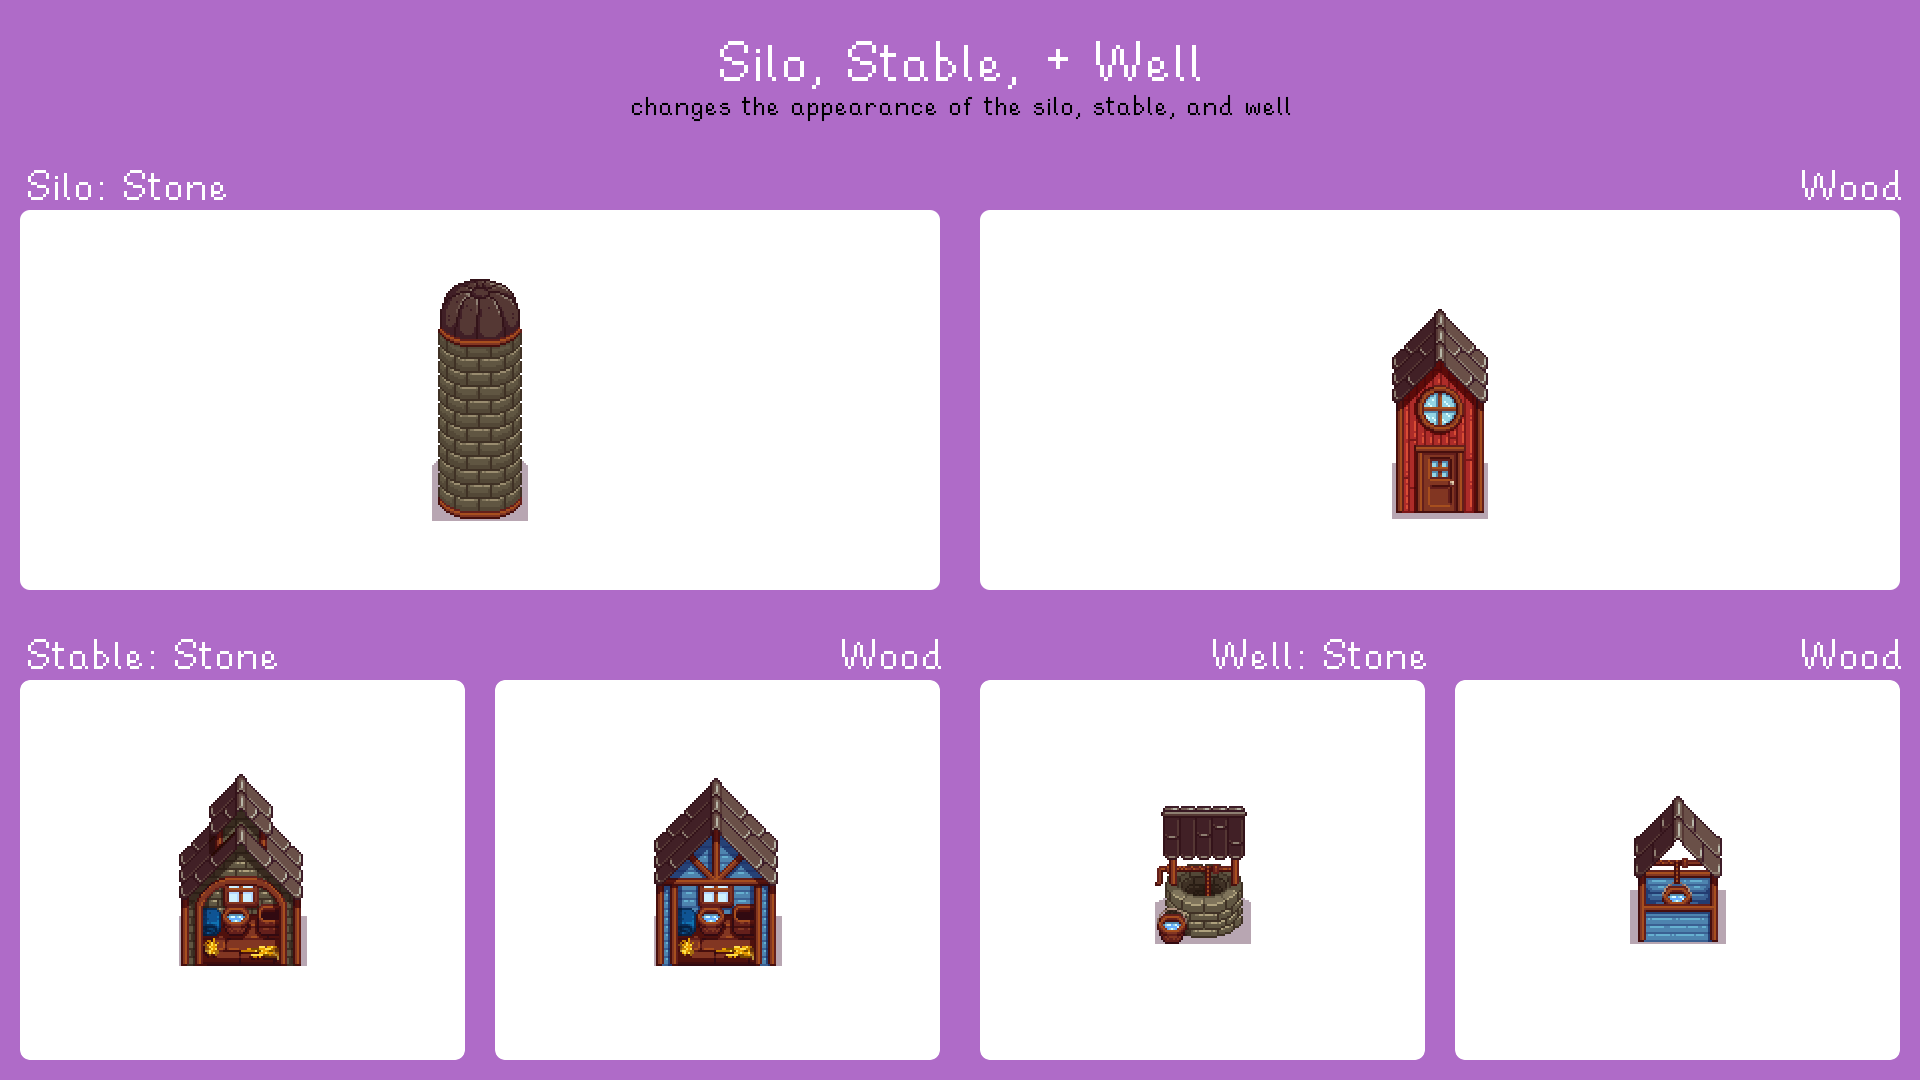 Silo, Stable, + Well
changes the appearance of the silo, stable, and well
Silo: Stone
Wood
Stable: Stone
Wood
Well: Stone
Wood